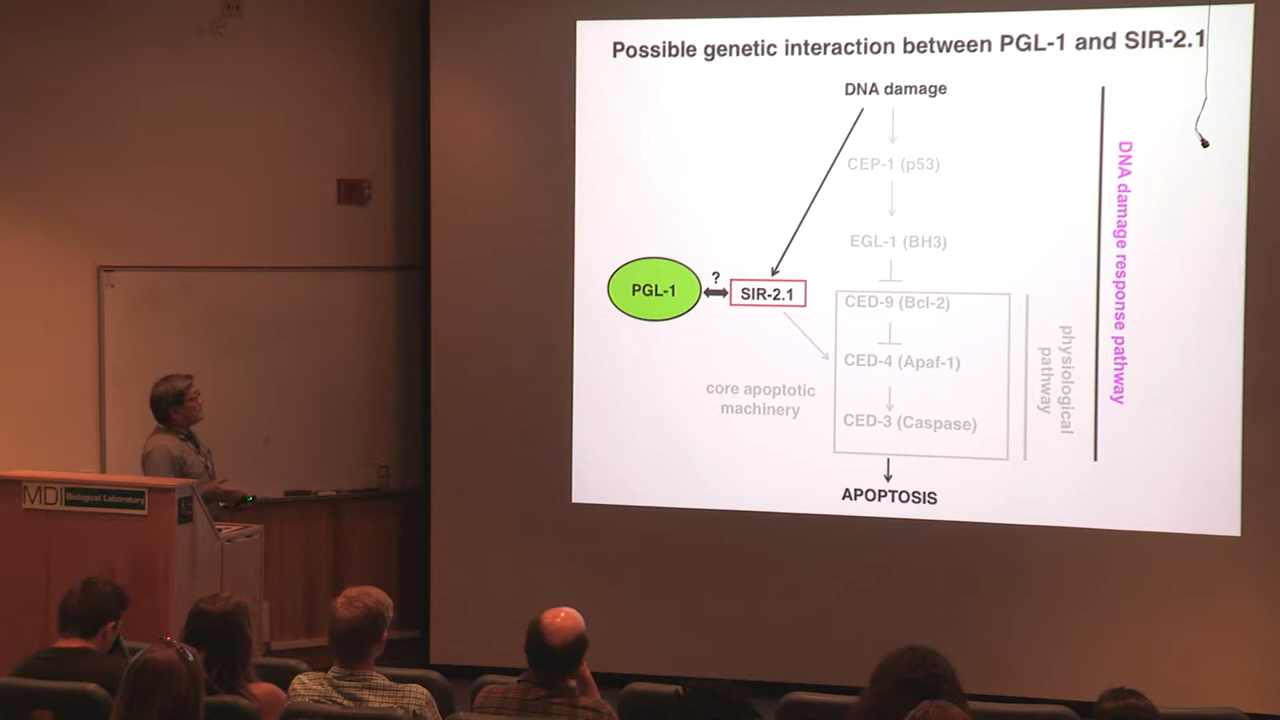 Possible genetic interaction between PGL-1 and SIR-2.1
DNA damage
CEP-1 (p53)
EGL-1 (BH3)
?
PGL-1
SIR-2.1
CED-9 (Bcl-2)
CED-4 (Apaf-1)
core apoptotic
machinery
CED-3 (Caspase)
APOPTOSIS
physiological
pathway
DNA damage response pathway
MDI Biological Laboratory